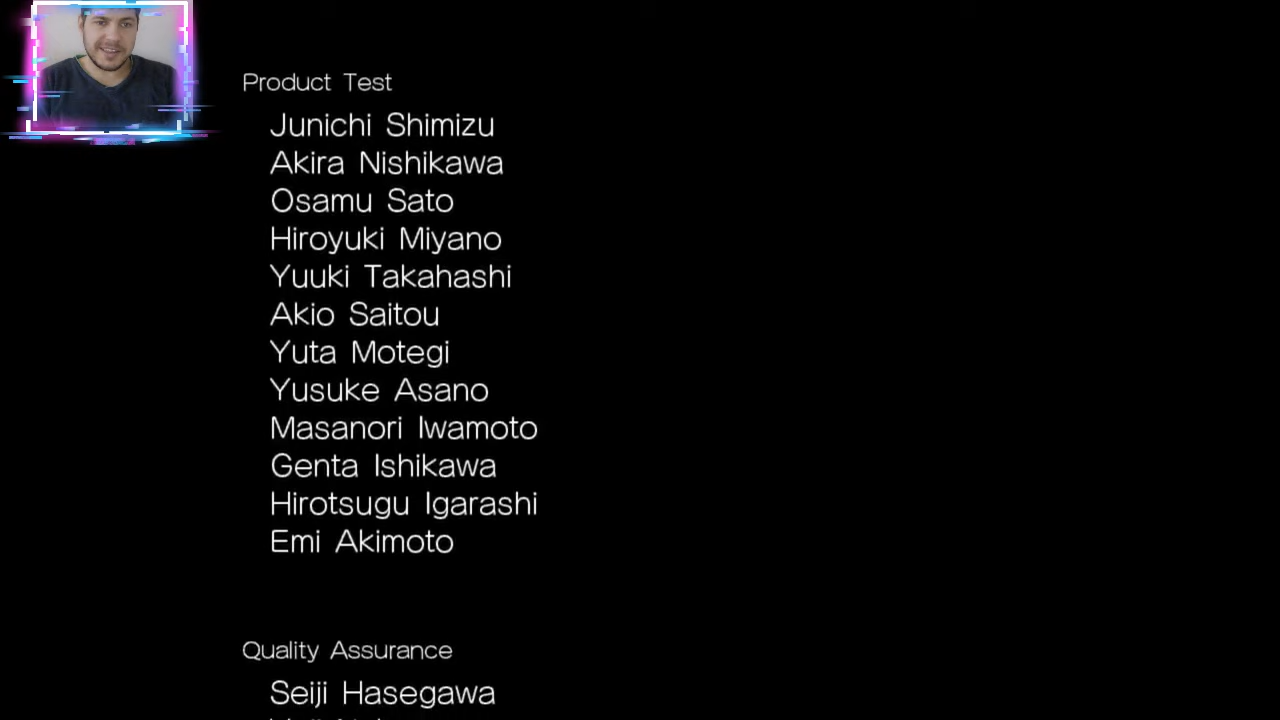 Product Test
Junichi Shimizu
Akira Nishikawa
Osamu Sato
Hiroyuki Miyano
Yuuki Takahashi
Akio Saitou
Yuta Motegi
Yusuke Asano
Masanori Iwamoto
Genta Ishikawa
Hirotsugu Igarashi
Emi Akimoto
Quality Assurance
Seiji Hasegawa